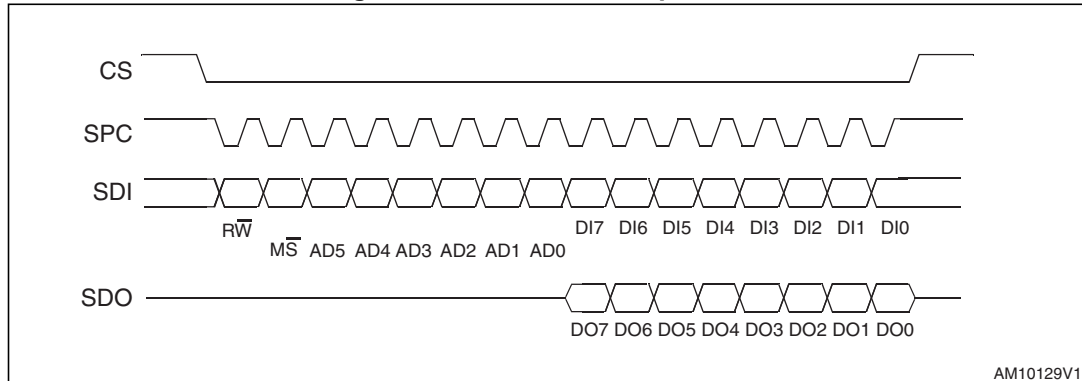 CS
SPC
SDI
RW̅
MS̅ AD5 AD4 AD3 AD2 AD1 AD0
DI7 DI6 DI5 DI4 DI3 DI2 DI1 DI0
SDO
DO7 DO6 DO5 DO4 DO3 DO2 DO1 DO0
AM10129V1